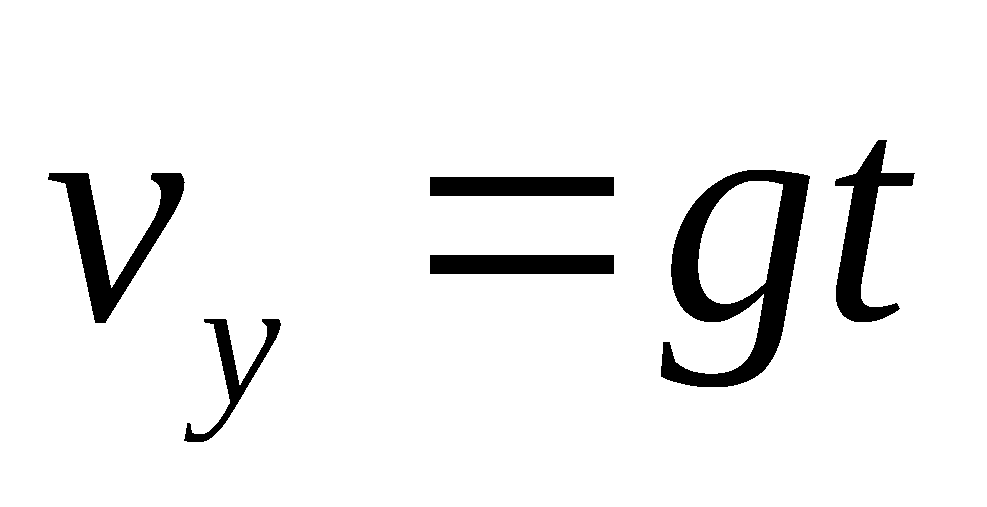 v_y = gt